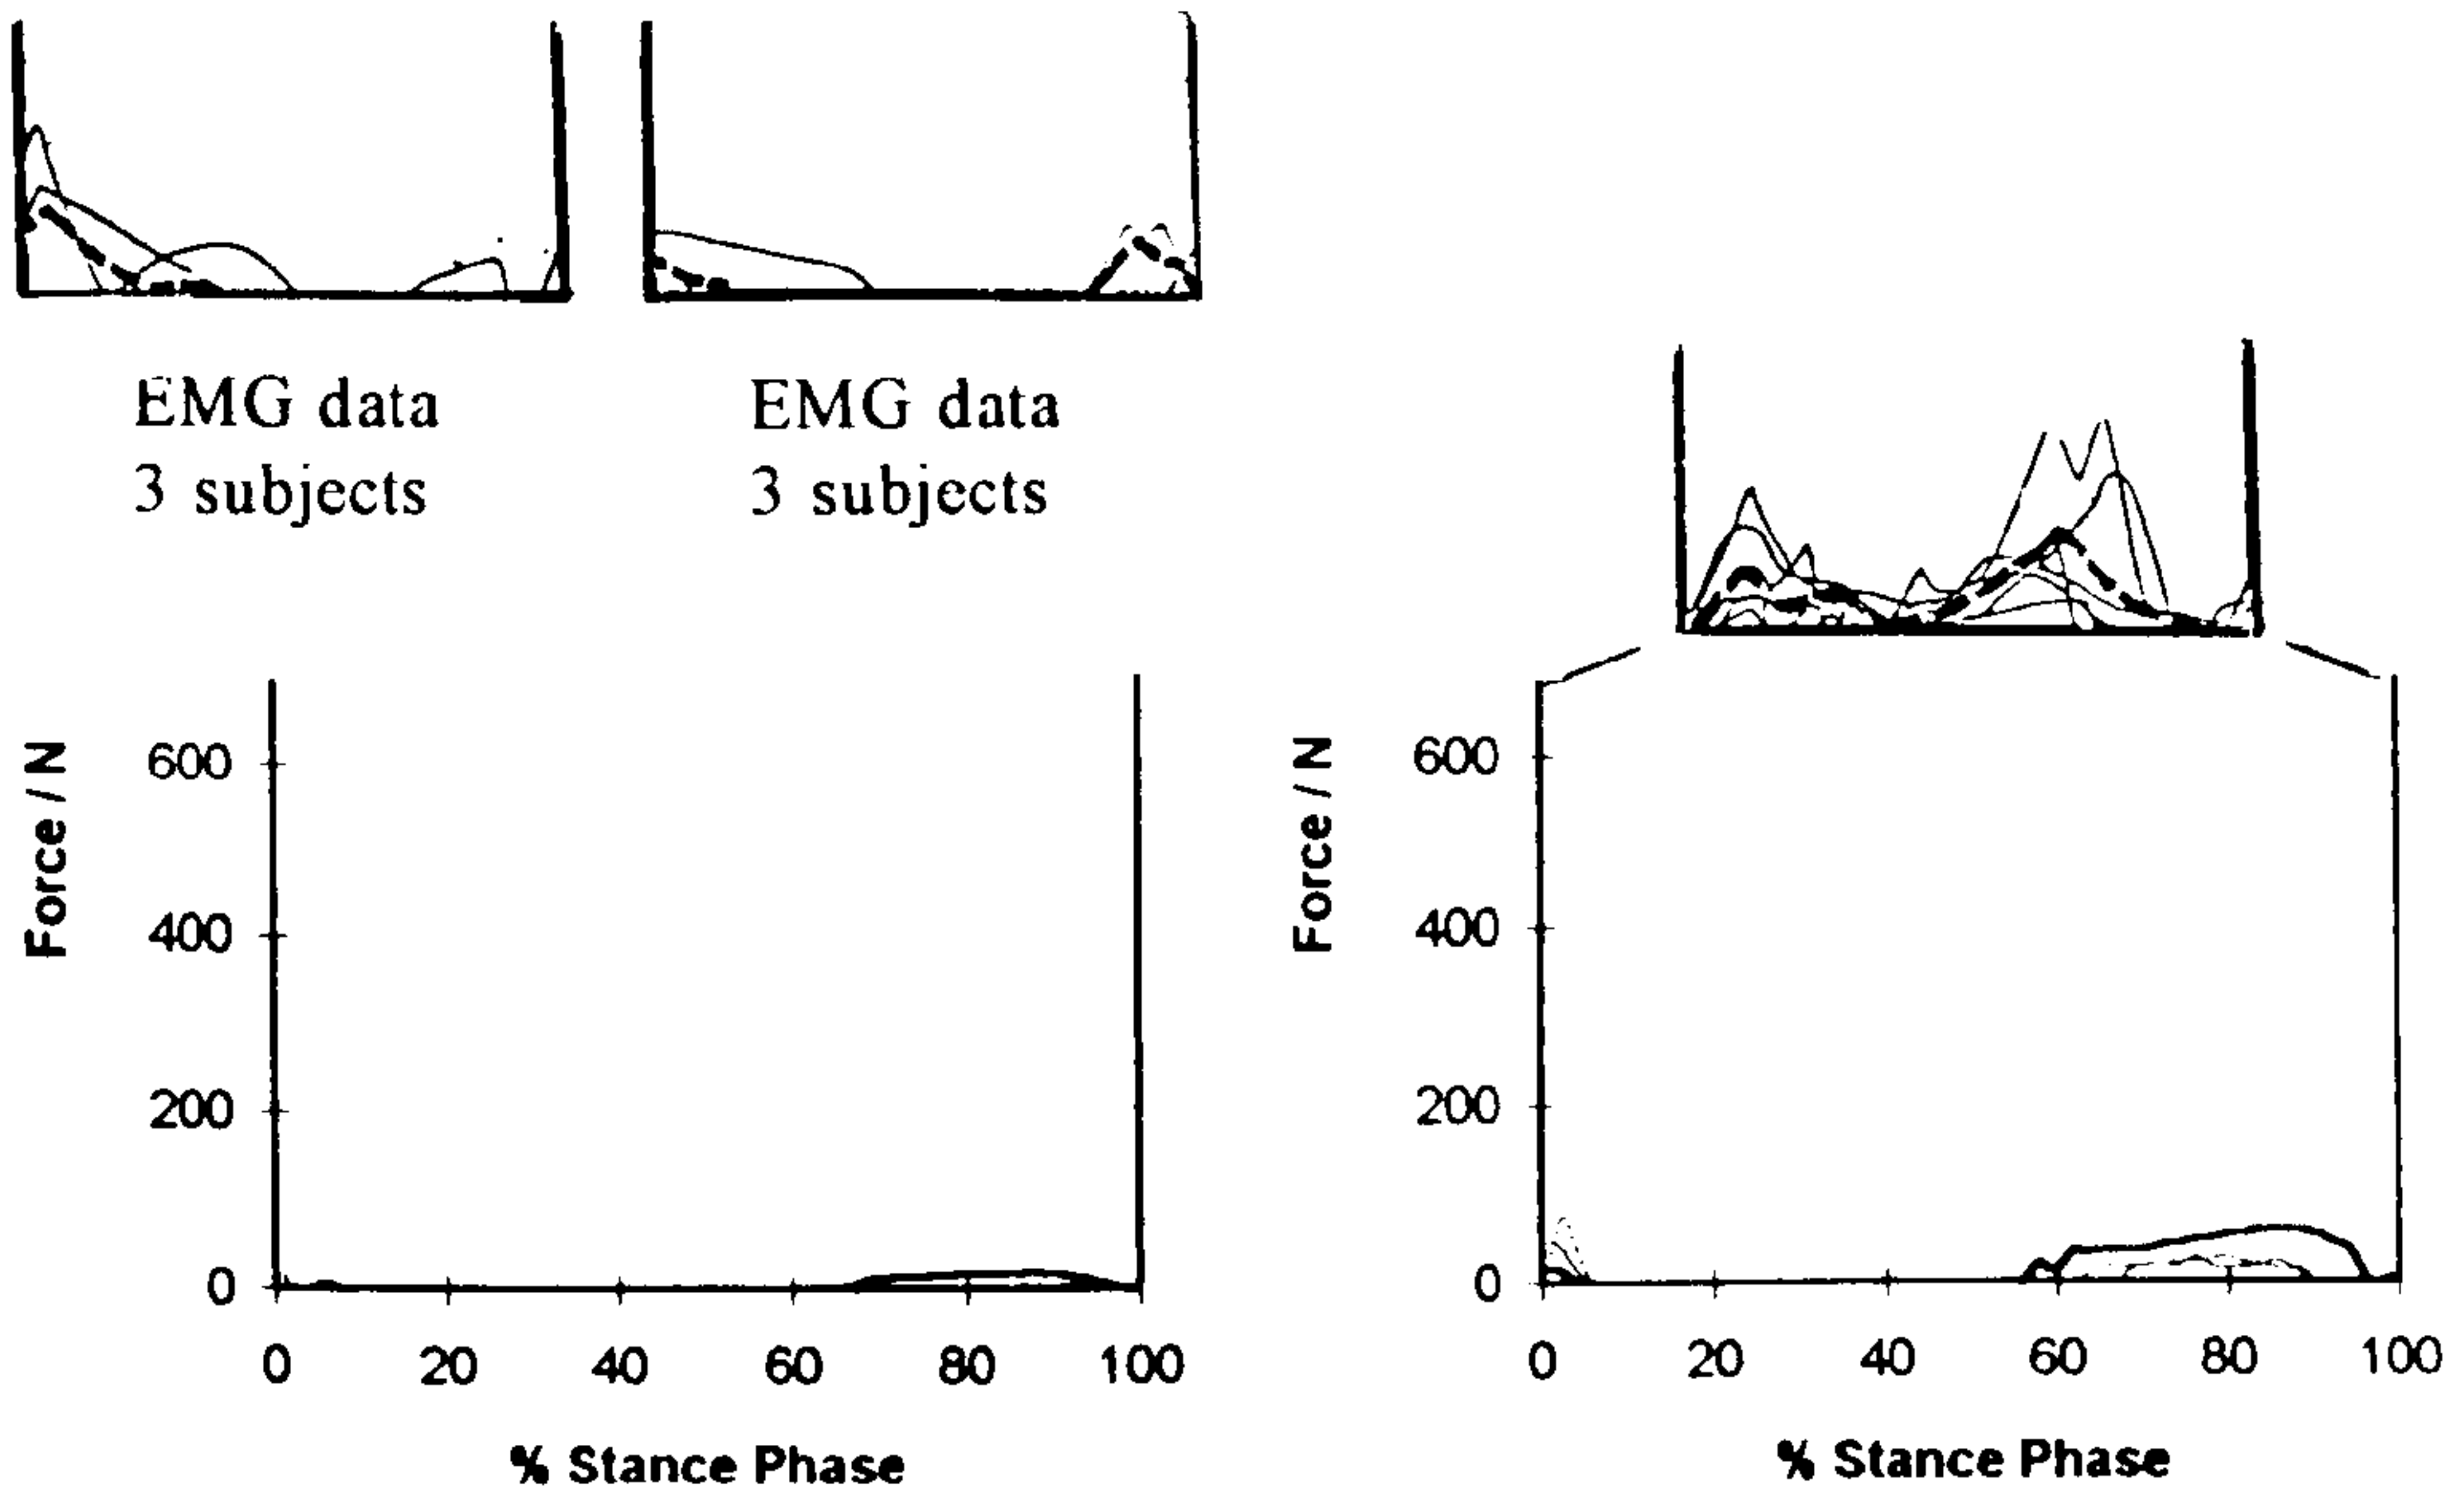 EMG data
3 subjects
EMG data
3 subjects
Force / N
600
400
200
0
0 20 40 60 80 100
% Stance Phase
Force / N
600
400
200
0
0 20 40 60 80 100
% Stance Phase